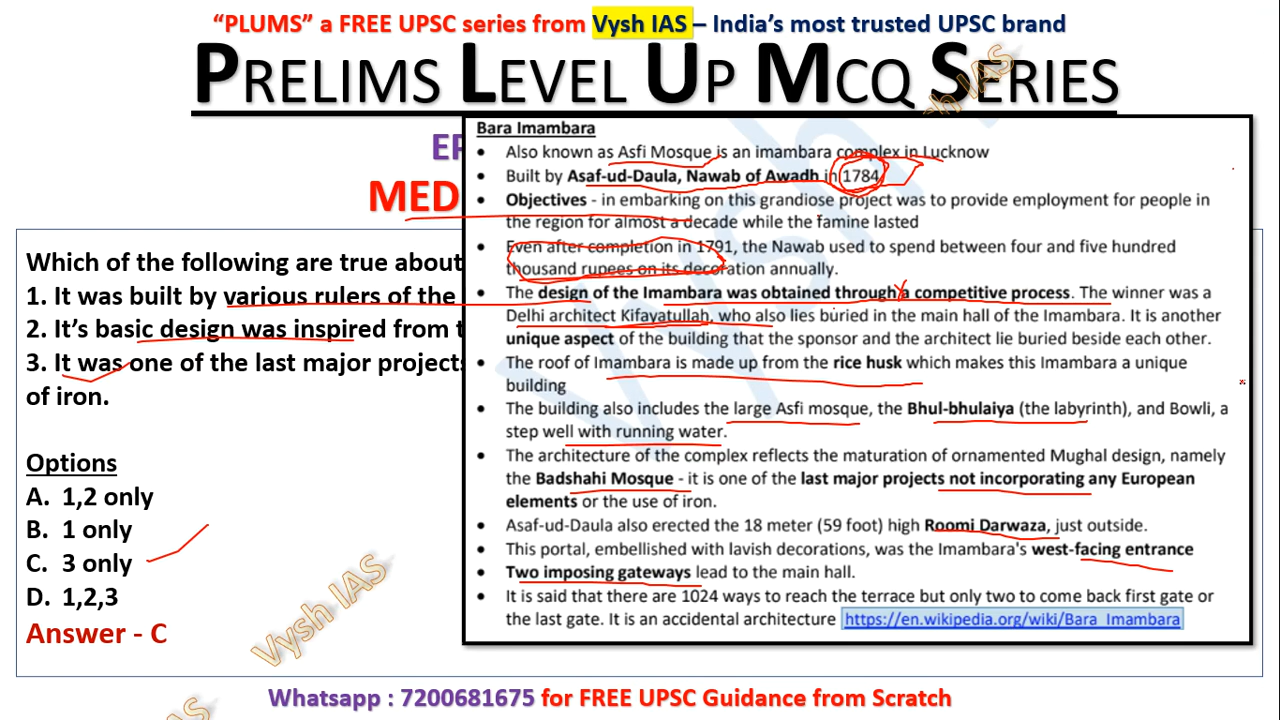 “PLUMS” a FREE UPSC series from Vysh IAS – India’s most trusted UPSC brand
PRELIMS LEVEL UP MCQ SERIES
Vysh IAS
EP
MED
Which of the following are true about
1. It was built by various rulers of the
2. It’s basic design was inspired from t
3. It was one of the last major projects
of iron.
Options
A. 1,2 only
B. 1 only
C. 3 only
D. 1,2,3
Answer - C
Bara Imambara
• Also known as Asfi Mosque is an imambara complex in Lucknow
• Built by Asaf-ud-Daula, Nawab of Awadh in 1784
• Objectives - in embarking on this grandiose project was to provide employment for people in
the region for almost a decade while the famine lasted
• Even after completion in 1791, the Nawab used to spend between four and five hundred
thousand rupees on its decoration annually.
• The design of the Imambara was obtained through a competitive process. The winner was a
Delhi architect Kifayatullah, who also lies buried in the main hall of the Imambara. It is another
unique aspect of the building that the sponsor and the architect lie buried beside each other.
• The roof of Imambara is made up from the rice husk which makes this Imambara a unique
building
• The building also includes the large Asfi mosque, the Bhul-bhulaiya (the labyrinth), and Bowli, a
step well with running water.
• The architecture of the complex reflects the maturation of ornamented Mughal design, namely
the Badshahi Mosque - it is one of the last major projects not incorporating any European
elements or the use of iron.
• Asaf-ud-Daula also erected the 18 meter (59 foot) high Roomi Darwaza, just outside.
• This portal, embellished with lavish decorations, was the Imambara's west-facing entrance
• Two imposing gateways lead to the main hall.
• It is said that there are 1024 ways to reach the terrace but only two to come back first gate or
the last gate. It is an accidental architecture https://en.wikipedia.org/wiki/Bara_Imambara
Vysh IAS
Whatsapp : 7200681675 for FREE UPSC Guidance from Scratch